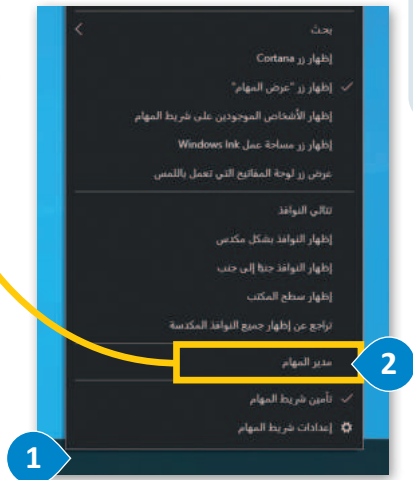 بحث
إظهار زر Cortana
إظهار زر "عرض المهام"
إظهار الأشخاص الموجودين على شريط المهام
إظهار زر مساحة عمل Windows Ink
عرض زر لوحة المفاتيح التي تعمل باللمس
تتالي النوافذ
إظهار النوافذ بشكل مكدس
إظهار النوافذ جنبًا إلى جنب
إظهار سطح المكتب
تراجع عن إظهار جميع النوافذ المكدسة
مدير المهام
2
تأمين شريط المهام
إعدادات شريط المهام
1